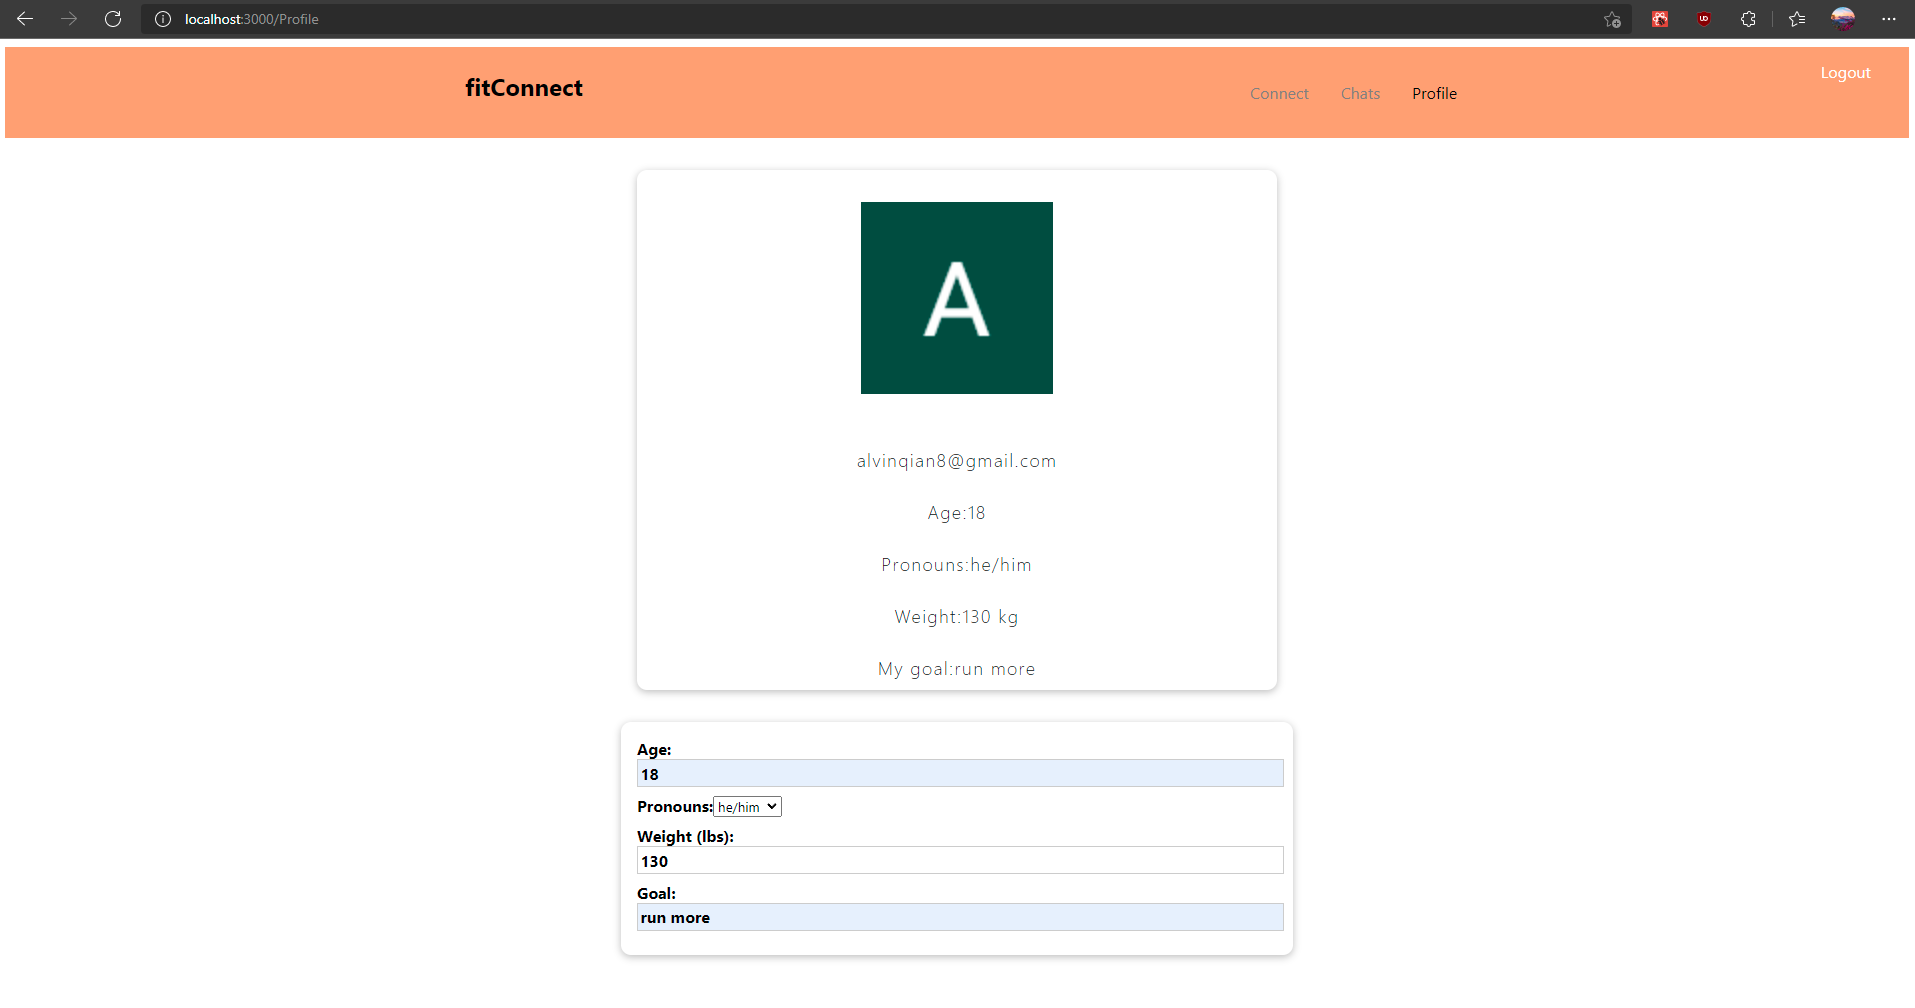 localhost:3000/Profile
fitConnect
Connect Chats Profile
Logout
A
alvinqian8@gmail.com
Age:18
Pronouns:he/him
Weight:130 kg
My goal:run more
Age:
18
Pronouns:he/him
Weight (lbs):
130
Goal:
run more